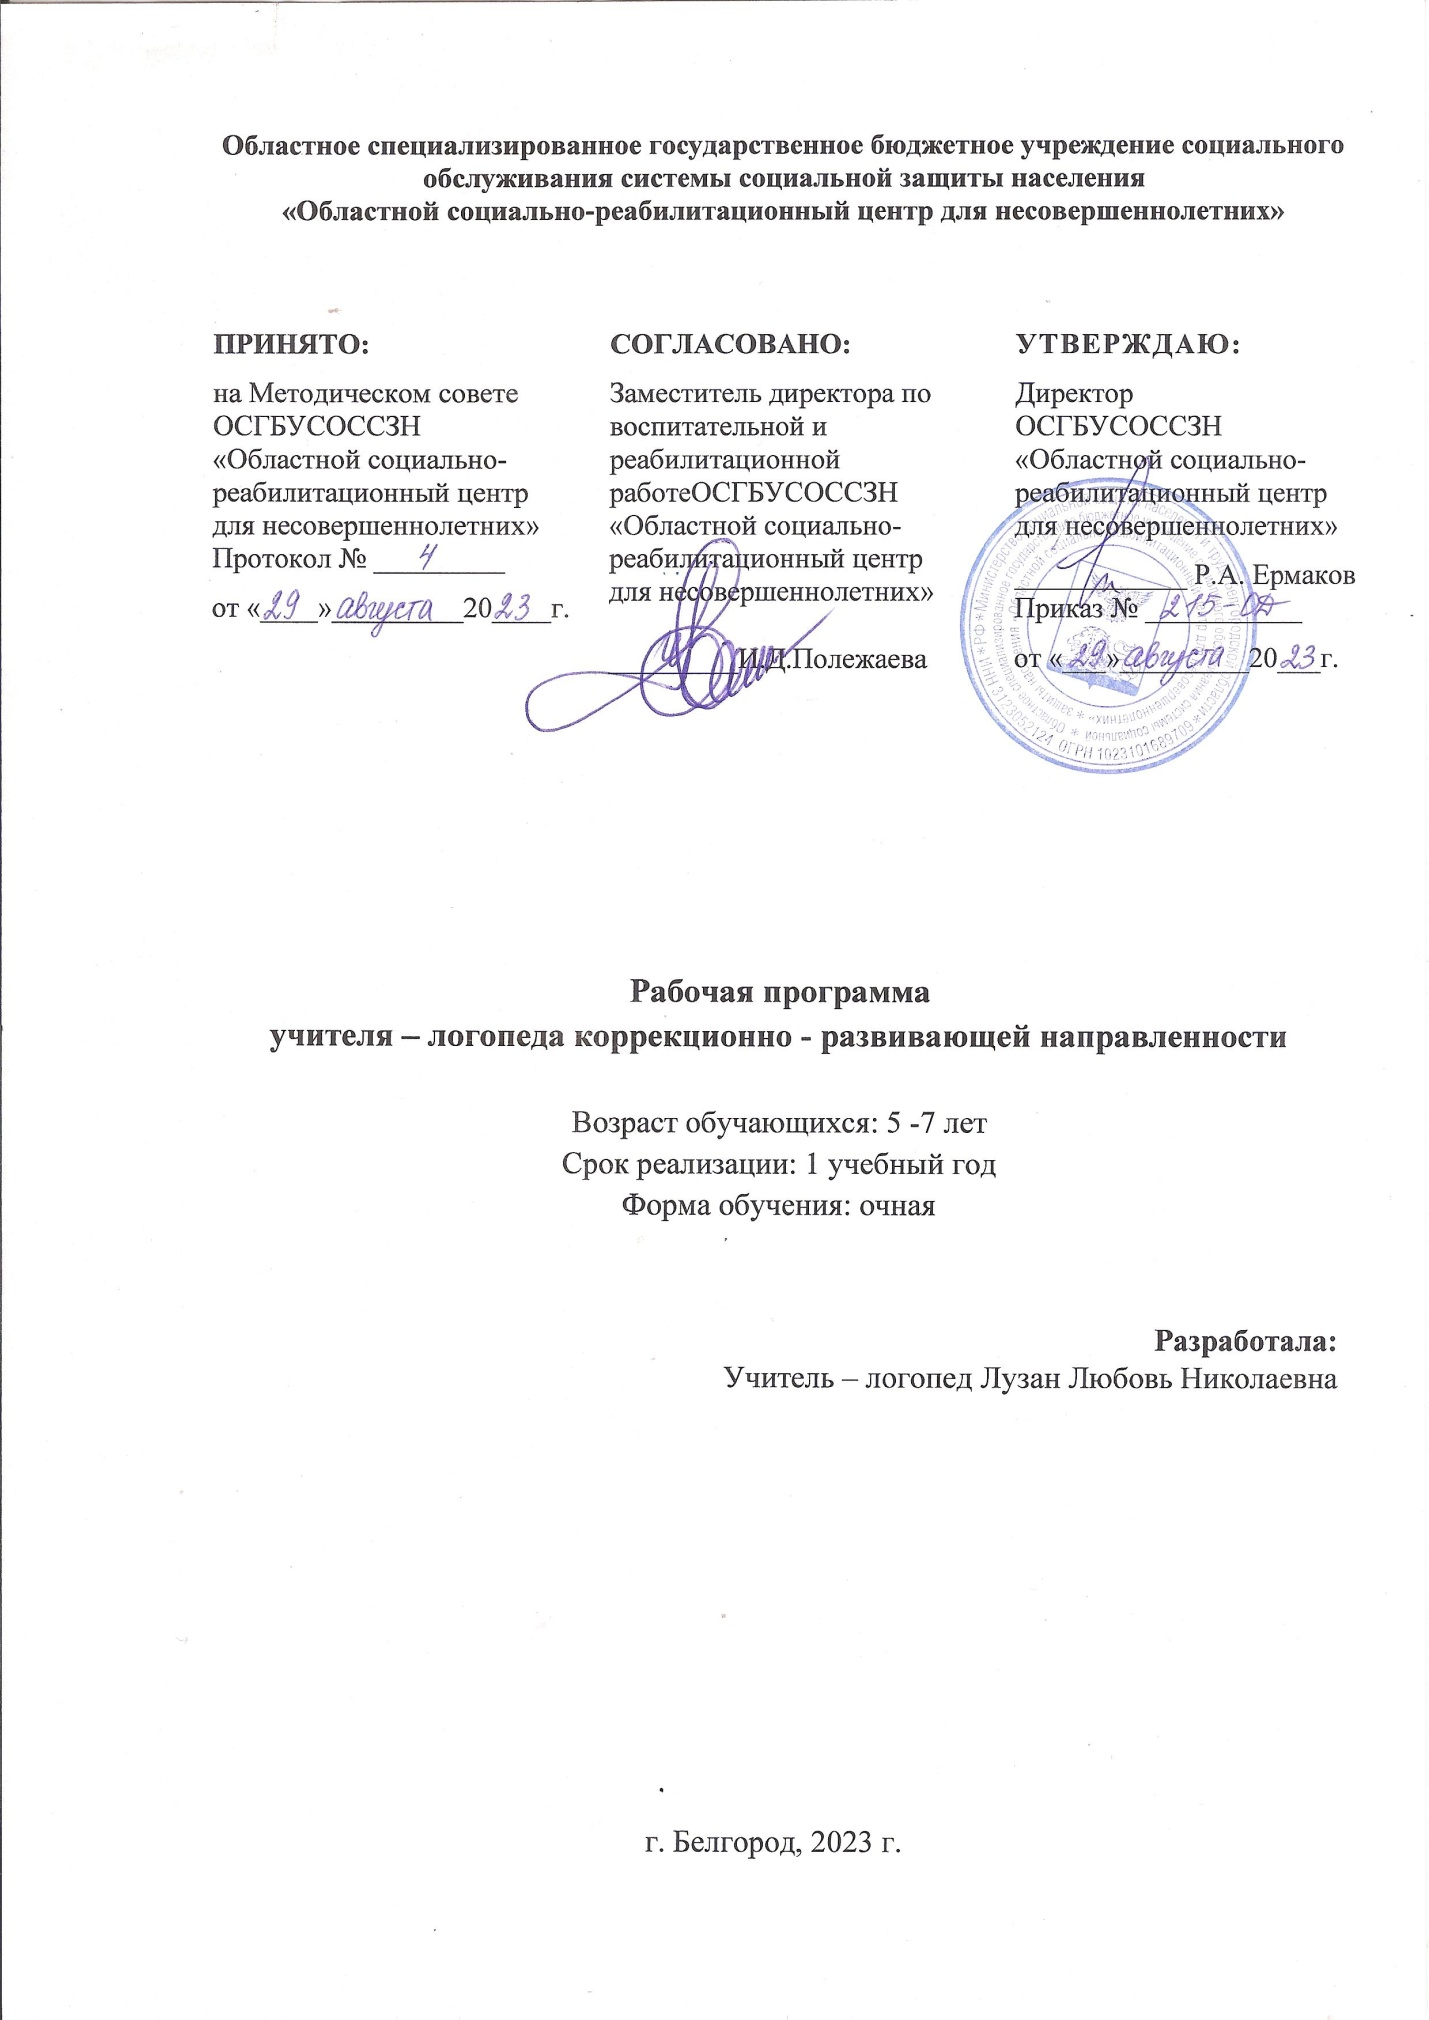 Областное специализированное государственное бюджетное учреждение социального
обслуживания системы социальной защиты населения
«Областной социально-реабилитационный центр для несовершеннолетних»
ПРИНЯТО:
на Методическом совете
ОСГБУСОССЗН
«Областной социально-
реабилитационный центр
для несовершеннолетних»
Протокол № 4
от «29» августа 2023 г.
СОГЛАСОВАНО:
Заместитель директора по
воспитательной и
реабилитационной
работеОСГБУСОССЗН
«Областной социально-
реабилитационный центр
для несовершеннолетних»
И.Д.Полежаева
УТВЕРЖДАЮ:
Директор
ОСГБУСОССЗН
«Областной социально-
реабилитационный центр
для несовершеннолетних»
Р.А. Ермаков
Приказ № 215-ОД
от «29» августа 2023 г.
ИНН 3123052124 ОГРН 1023101689709
Рабочая программа
учителя – логопеда коррекционно - развивающей направленности
Возраст обучающихся: 5 -7 лет
Срок реализации: 1 учебный год
Форма обучения: очная
Разработала:
Учитель – логопед Лузан Любовь Николаевна
г. Белгород, 2023 г.